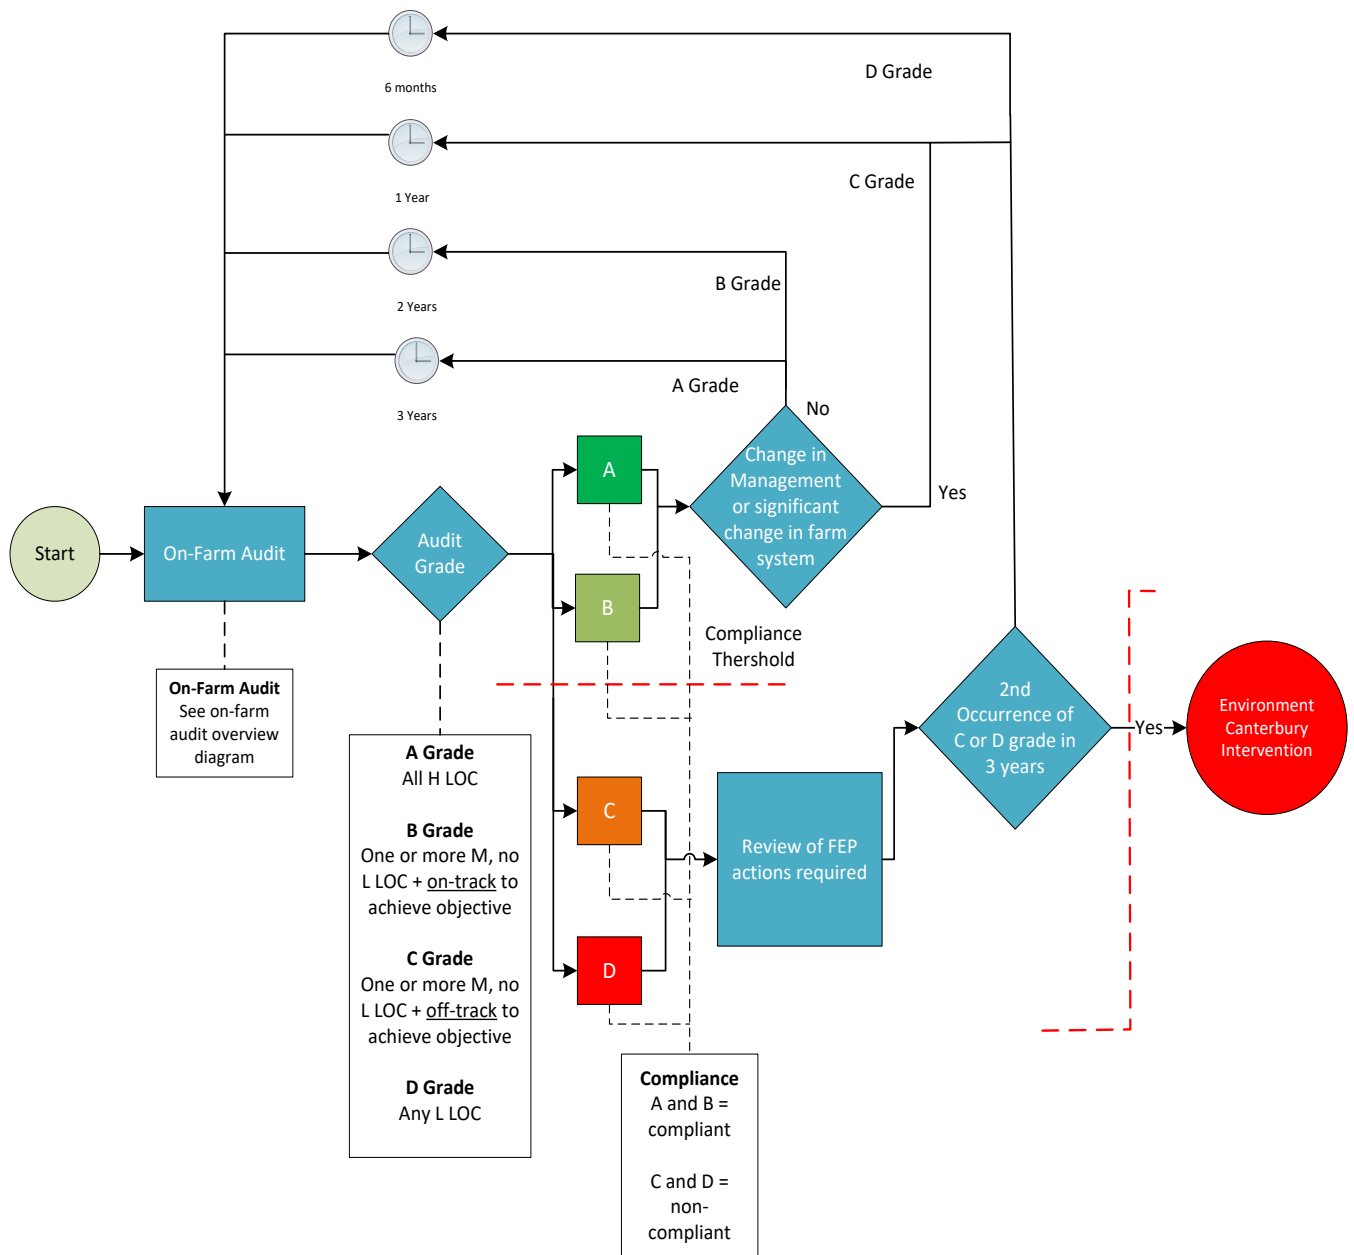 D Grade
6 months
C Grade
1 Year
B Grade
2 Years
A Grade
3 Years
No
Change in
Management
or significant
change in farm
system
Yes
A
Start
On-Farm Audit
Audit
Grade
B
Compliance
Thershold
On-Farm Audit
See on-farm
audit overview
diagram
2nd
Occurrence of
C or D grade in
3 years
Yes
Environment
Canterbury
Intervention
A Grade
All H LOC
B Grade
One or more M, no
L LOC + on-track to
achieve objective
C Grade
One or more M, no
L LOC + off-track to
achieve objective
D Grade
Any L LOC
C
Review of FEP
actions required
D
Compliance
A and B =
compliant
C and D =
non-
compliant